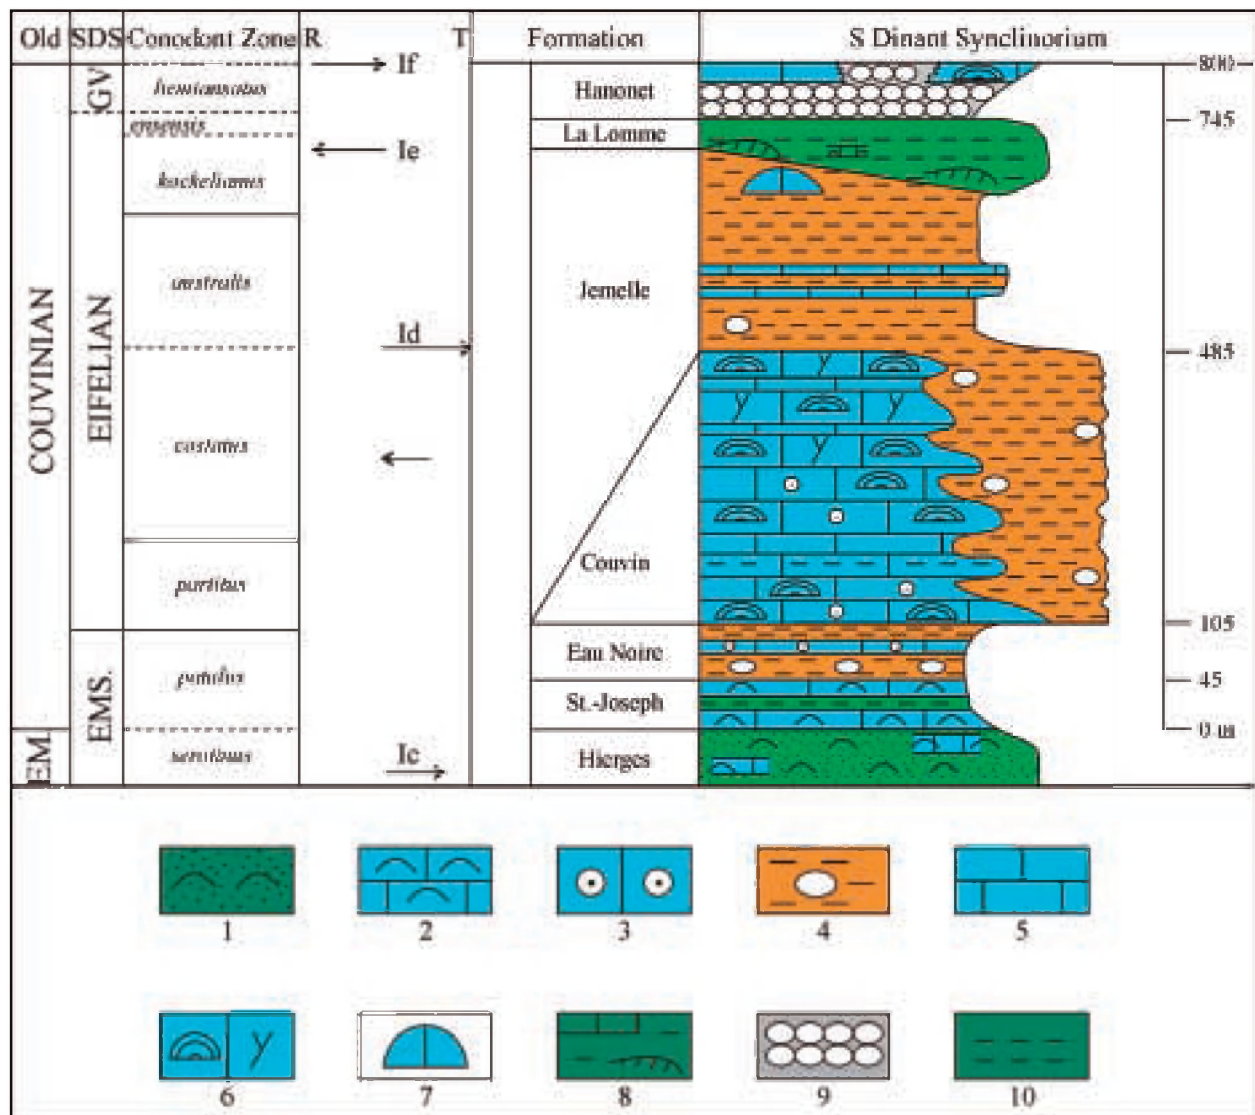 Old SDS Conodont Zone R T Formation S Dinant Synclinorium
If
800
GV
hemiansatus
Hanonet
745
ensensis
La Lomme
Ie
kockelianus
COUVINIAN
EIFELIAN
australis
Jemelle
Id
485
costatus
Couvin
partitus
105
EMS.
patulus
Eau Noire
45
St.-Joseph
0 m
EM.
serotinus
Ic
Hierges
1 2 3 4 5
6 7 8 9 10